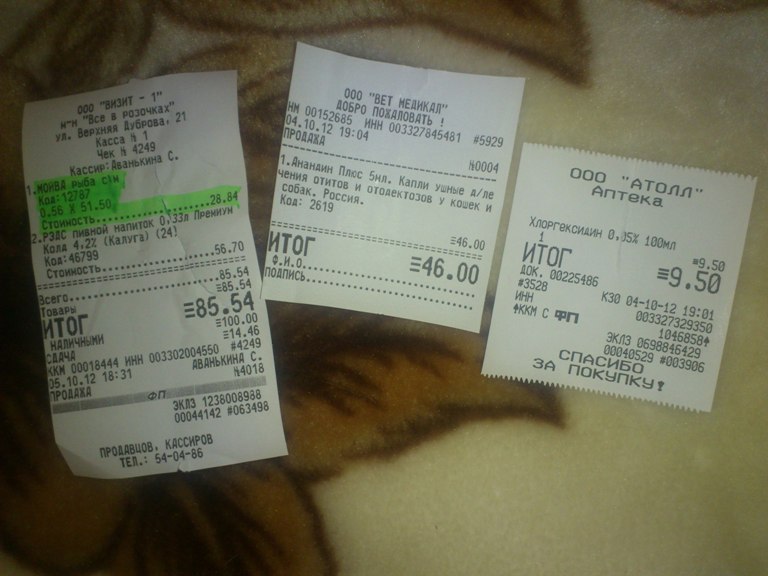 ООО "ВИЗИТ - 1"
м-н "Все в розочках"
ул. Верхняя Дуброва, 21
Касса № 1
Чек № 4249
Кассир: Аванькина С.
1. МОЙВА рыба с\м
Код:12787
0.56 X 51.50
Стоимость 28.84
2. РЭДС пивной напиток 0,33л Премиум
Колд 4.2% (Калуга) (24)
Код:46799
Стоимость 56.70
Всего 85.54
Товары ≡85.54
ИТОГ ≡85.54
НАЛИЧНЫМИ ≡100.00
СДАЧА ≡14.46
ККМ 00018444 ИНН 003302004550 #4249
05.10.12 18:31 АВАНЬКИНА С.
ПРОДАЖА №4018
ФП
ЭКЛЗ 1238008988
00044142 #063498
ПРОДАВЦОВ, КАССИРОВ
ТЕЛ.: 54-04-86
ООО "ВЕТ МЕДИКАЛ"
ДОБРО ПОЖАЛОВАТЬ !
НМ 00152685 ИНН 003327845481 #5929
04.10.12 19:04
ПРОДАЖА №0004
1. Анандин Плюс 5мл. Капли ушные д/ле
чения отитов и отодектозов у кошек и
собак. Россия.
Код: 2619
≡46.00
ИТОГ ≡46.00
Ф.И.О
ПОДПИСЬ
ООО "АТОЛЛ"
Аптека
Хлоргексидин 0,05% 100мл
1 ≡9.50
ИТОГ ≡9.50
ДОК. 00225486 КЗ0 04-10-12 19:01
#3528 003327329350
ИНН 1046858
ККМ С ФП ЭКЛЗ 0698846429
00040529 #003906
СПАСИБО
ЗА ПОКУПКУ!